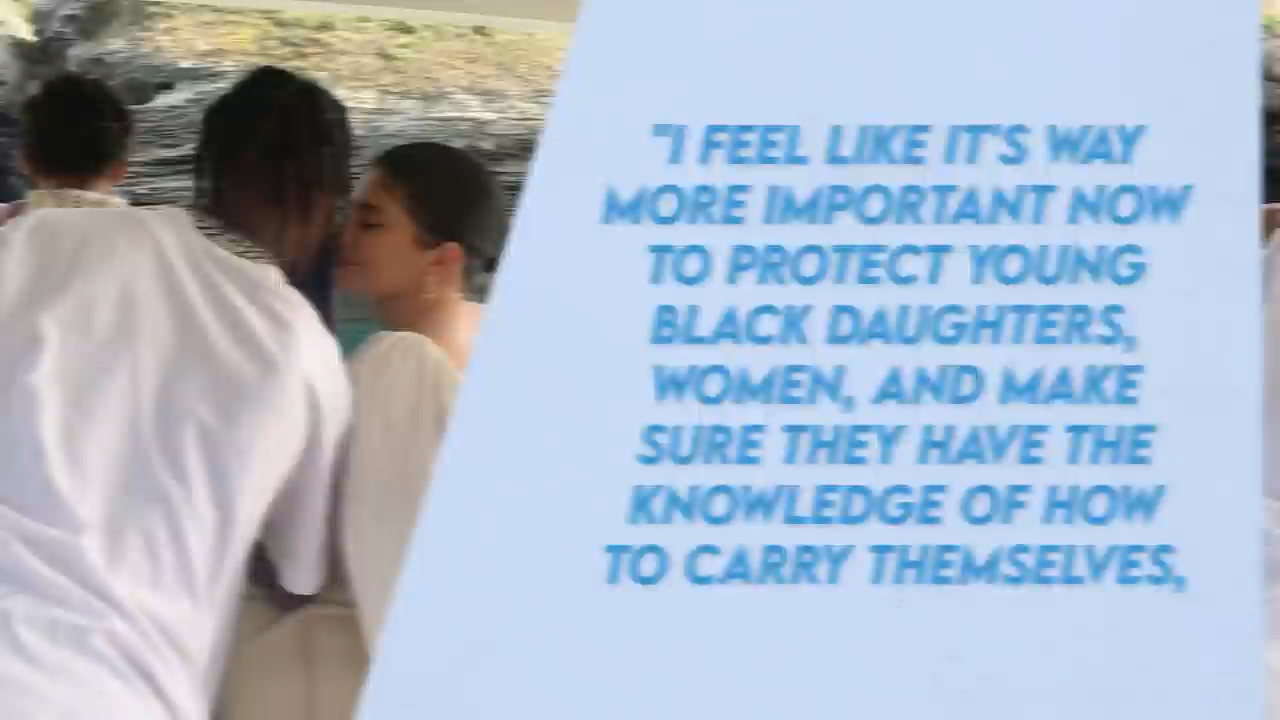 "I FEEL LIKE IT'S WAY
MORE IMPORTANT NOW
TO PROTECT YOUNG
BLACK DAUGHTERS,
WOMEN, AND MAKE
SURE THEY HAVE THE
KNOWLEDGE OF HOW
TO CARRY THEMSELVES,